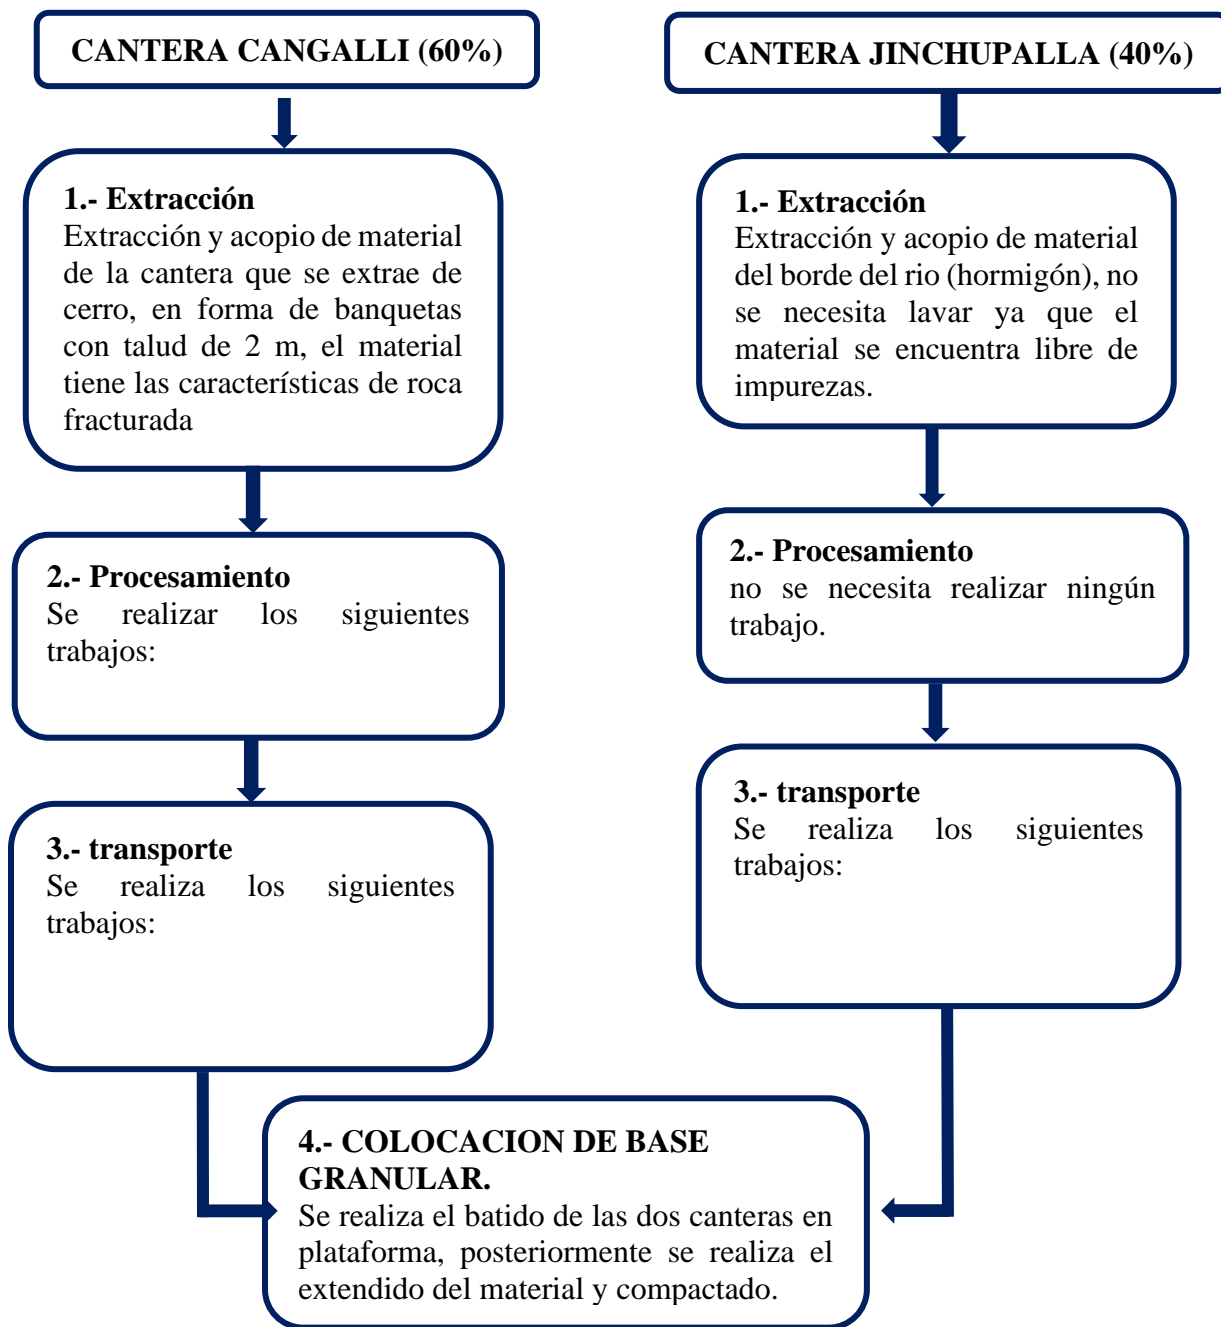 CANTERA CANGALLI (60%)
1.- Extracción
Extracción y acopio de material
de la cantera que se extrae de
cerro, en forma de banquetas
con talud de 2 m, el material
tiene las características de roca
fracturada
2.- Procesamiento
Se realizar los siguientes
trabajos:
3.- transporte
Se realiza los siguientes
trabajos:
CANTERA JINCHUPALLA (40%)
1.- Extracción
Extracción y acopio de material
del borde del rio (hormigón), no
se necesita lavar ya que el
material se encuentra libre de
impurezas.
2.- Procesamiento
no se necesita realizar ningún
trabajo.
3.- transporte
Se realiza los siguientes
trabajos:
4.- COLOCACION DE BASE
GRANULAR.
Se realiza el batido de las dos canteras en
plataforma, posteriormente se realiza el
extendido del material y compactado.